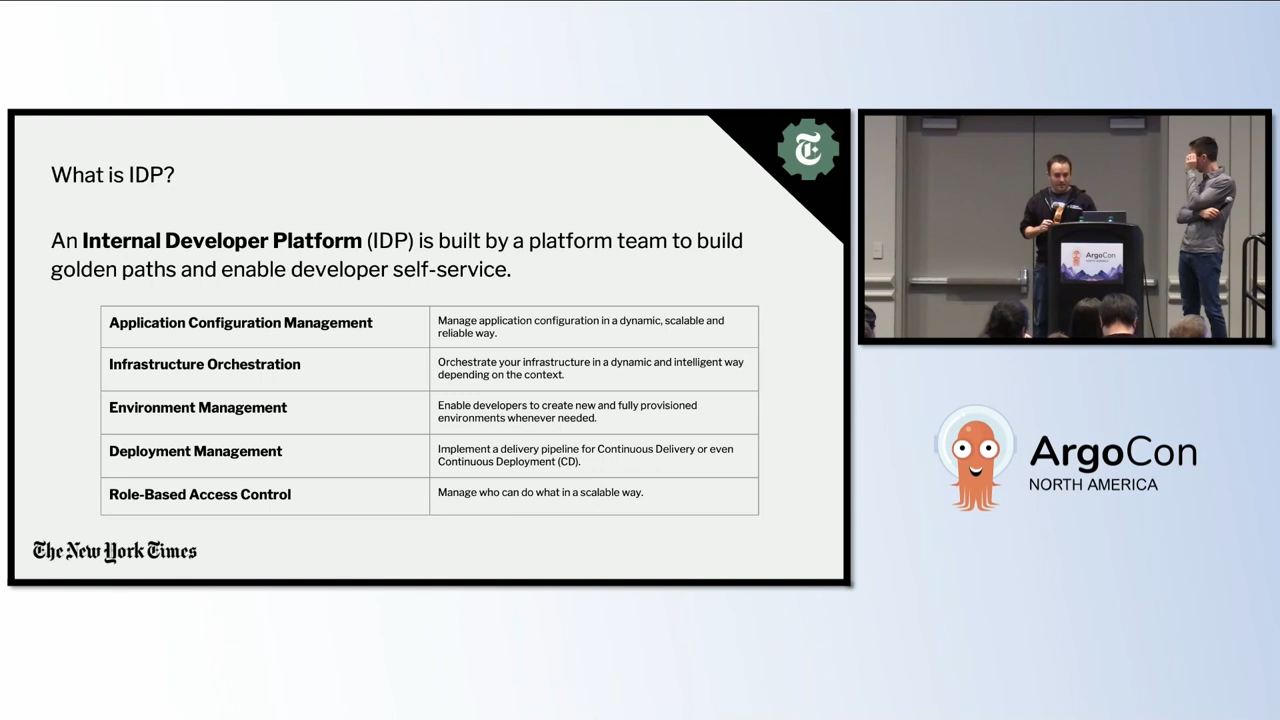 What is IDP?
An Internal Developer Platform (IDP) is built by a platform team to build
golden paths and enable developer self-service.
Application Configuration Management
Manage application configuration in a dynamic, scalable and
reliable way.
Infrastructure Orchestration
Orchestrate your infrastructure in a dynamic and intelligent way
depending on the context.
Environment Management
Enable developers to create new and fully provisioned
environments whenever needed.
Deployment Management
Implement a delivery pipeline for Continuous Delivery or even
Continuous Deployment (CD).
Role-Based Access Control
Manage who can do what in a scalable way.
The New York Times
T
ArgoCon
NORTH AMERICA
ArgoCon
NORTH AMERICA